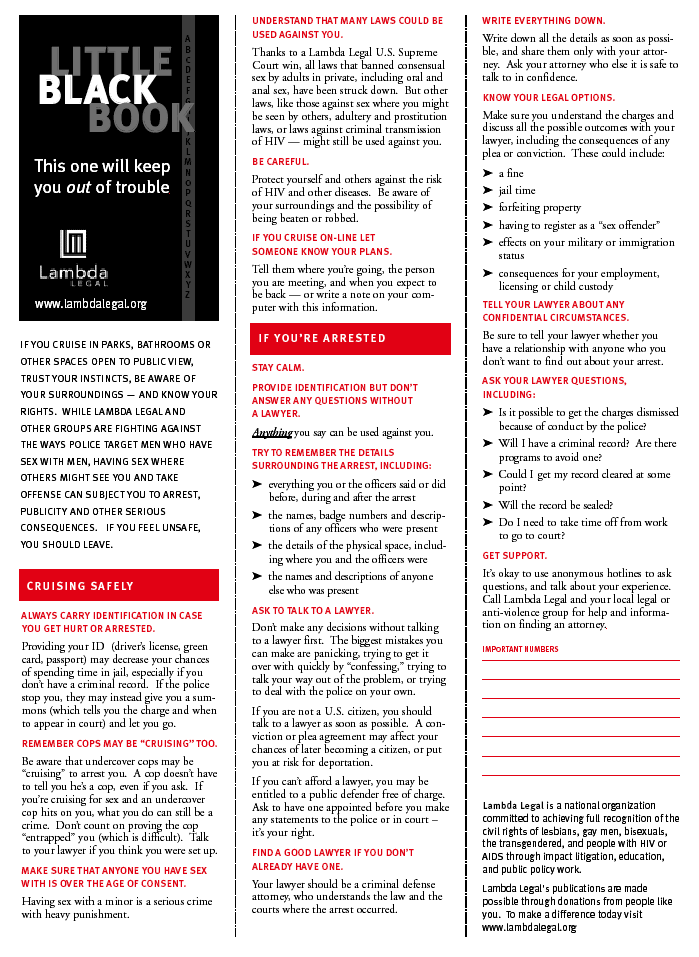 LITTLE
BLACK
BOOK
A
B
C
D
E
F
G
K
L
M
N
O
P
Q
R
S
T
U
V
W
X
Y
Z
This one will keep
you out of trouble
Lambda
LEGAL
www.lambdalegal.org
IF YOU CRUISE IN PARKS, BATHROOMS OR
OTHER SPACES OPEN TO PUBLIC VIEW,
TRUST YOUR INSTINCTS, BE AWARE OF
YOUR SURROUNDINGS — AND KNOW YOUR
RIGHTS. WHILE LAMBDA LEGAL AND
OTHER GROUPS ARE FIGHTING AGAINST
THE WAYS POLICE TARGET MEN WHO HAVE
SEX WITH MEN, HAVING SEX WHERE
OTHERS MIGHT SEE YOU AND TAKE
OFFENSE CAN SUBJECT YOU TO ARREST,
PUBLICITY AND OTHER SERIOUS
CONSEQUENCES. IF YOU FEEL UNSAFE,
YOU SHOULD LEAVE.
CRUISING SAFELY
ALWAYS CARRY IDENTIFICATION IN CASE
YOU GET HURT OR ARRESTED.
Providing your ID (driver's license, green
card, passport) may decrease your chances
of spending time in jail, especially if you
don't have a criminal record. If the police
stop you, they may instead give you a sum-
mons (which tells you the charge and when
to appear in court) and let you go.
REMEMBER COPS MAY BE "CRUISING" TOO.
Be aware that undercover cops may be
"cruising" to arrest you. A cop doesn't have
to tell you he's a cop, even if you ask. If
you're cruising for sex and an undercover
cop hits on you, what you do can still be a
crime. Don't count on proving the cop
"entrapped" you (which is difficult). Talk
to your lawyer if you think you were set up.
MAKE SURE THAT ANYONE YOU HAVE SEX
WITH IS OVER THE AGE OF CONSENT.
Having sex with a minor is a serious crime
with heavy punishment.
UNDERSTAND THAT MANY LAWS COULD BE
USED AGAINST YOU.
Thanks to a Lambda Legal U.S. Supreme
Court win, all laws that banned consensual
sex by adults in private, including oral and
anal sex, have been struck down. But other
laws, like those against sex where you might
be seen by others, adultery and prostitution
laws, or laws against criminal transmission
of HIV — might still be used against you.
BE CAREFUL.
Protect yourself and others against the risk
of HIV and other diseases. Be aware of
your surroundings and the possibility of
being beaten or robbed.
IF YOU CRUISE ON-LINE LET
SOMEONE KNOW YOUR PLANS.
Tell them where you're going, the person
you are meeting, and when you expect to
be back — or write a note on your com-
puter with this information.
IF YOU'RE ARRESTED
STAY CALM.
PROVIDE IDENTIFICATION BUT DON'T
ANSWER ANY QUESTIONS WITHOUT
A LAWYER.
Anything you say can be used against you.
TRY TO REMEMBER THE DETAILS
SURROUNDING THE ARREST, INCLUDING:
➤ everything you or the officers said or did
before, during and after the arrest
➤ the names, badge numbers and descrip-
tions of any officers who were present
➤ the details of the physical space, includ-
ing where you and the officers were
➤ the names and descriptions of anyone
else who was present
ASK TO TALK TO A LAWYER.
Don't make any decisions without talking
to a lawyer first. The biggest mistakes you
can make are panicking, trying to get it
over with quickly by "confessing," trying to
talk your way out of the problem, or trying
to deal with the police on your own.
If you are not a U.S. citizen, you should
talk to a lawyer as soon as possible. A con-
viction or plea agreement may affect your
chances of later becoming a citizen, or put
you at risk for deportation.
If you can't afford a lawyer, you may be
entitled to a public defender free of charge.
Ask to have one appointed before you make
any statements to the police or in court –
it's your right.
FIND A GOOD LAWYER IF YOU DON'T
ALREADY HAVE ONE.
Your lawyer should be a criminal defense
attorney, who understands the law and the
courts where the arrest occurred.
WRITE EVERYTHING DOWN.
Write down all the details as soon as possi-
ble, and share them only with your attor-
ney. Ask your attorney who else it is safe to
talk to in confidence.
KNOW YOUR LEGAL OPTIONS.
Make sure you understand the charges and
discuss all the possible outcomes with your
lawyer, including the consequences of any
plea or conviction. These could include:
➤ a fine
➤ jail time
➤ forfeiting property
➤ having to register as a "sex offender"
➤ effects on your military or immigration
status
➤ consequences for your employment,
licensing or child custody
TELL YOUR LAWYER ABOUT ANY
CONFIDENTIAL CIRCUMSTANCES.
Be sure to tell your lawyer whether you
have a relationship with anyone who you
don't want to find out about your arrest.
ASK YOUR LAWYER QUESTIONS,
INCLUDING:
➤ Is it possible to get the charges dismissed
because of conduct by the police?
➤ Will I have a criminal record? Are there
programs to avoid one?
➤ Could I get my record cleared at some
point?
➤ Will the record be sealed?
➤ Do I need to take time off from work
to go to court?
GET SUPPORT.
It's okay to use anonymous hotlines to ask
questions, and talk about your experience.
Call Lambda Legal and your local legal or
anti-violence group for help and informa-
tion on finding an attorney.
IMPORTANT NUMBERS
Lambda Legal is a national organization
committed to achieving full recognition of the
civil rights of lesbians, gay men, bisexuals,
the transgendered, and people with HIV or
AIDS through impact litigation, education,
and public policy work.
Lambda Legal's publications are made
possible through donations from people like
you. To make a difference today visit
www.lambdalegal.org